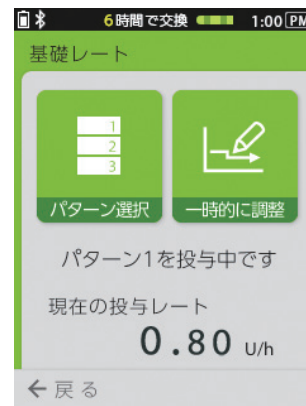 6時間で交換 1:00 PM
基礎レート
1
2
3
パターン選択 一時的に調整
パターン1を投与中です
現在の投与レート
0.80 U/h
戻る